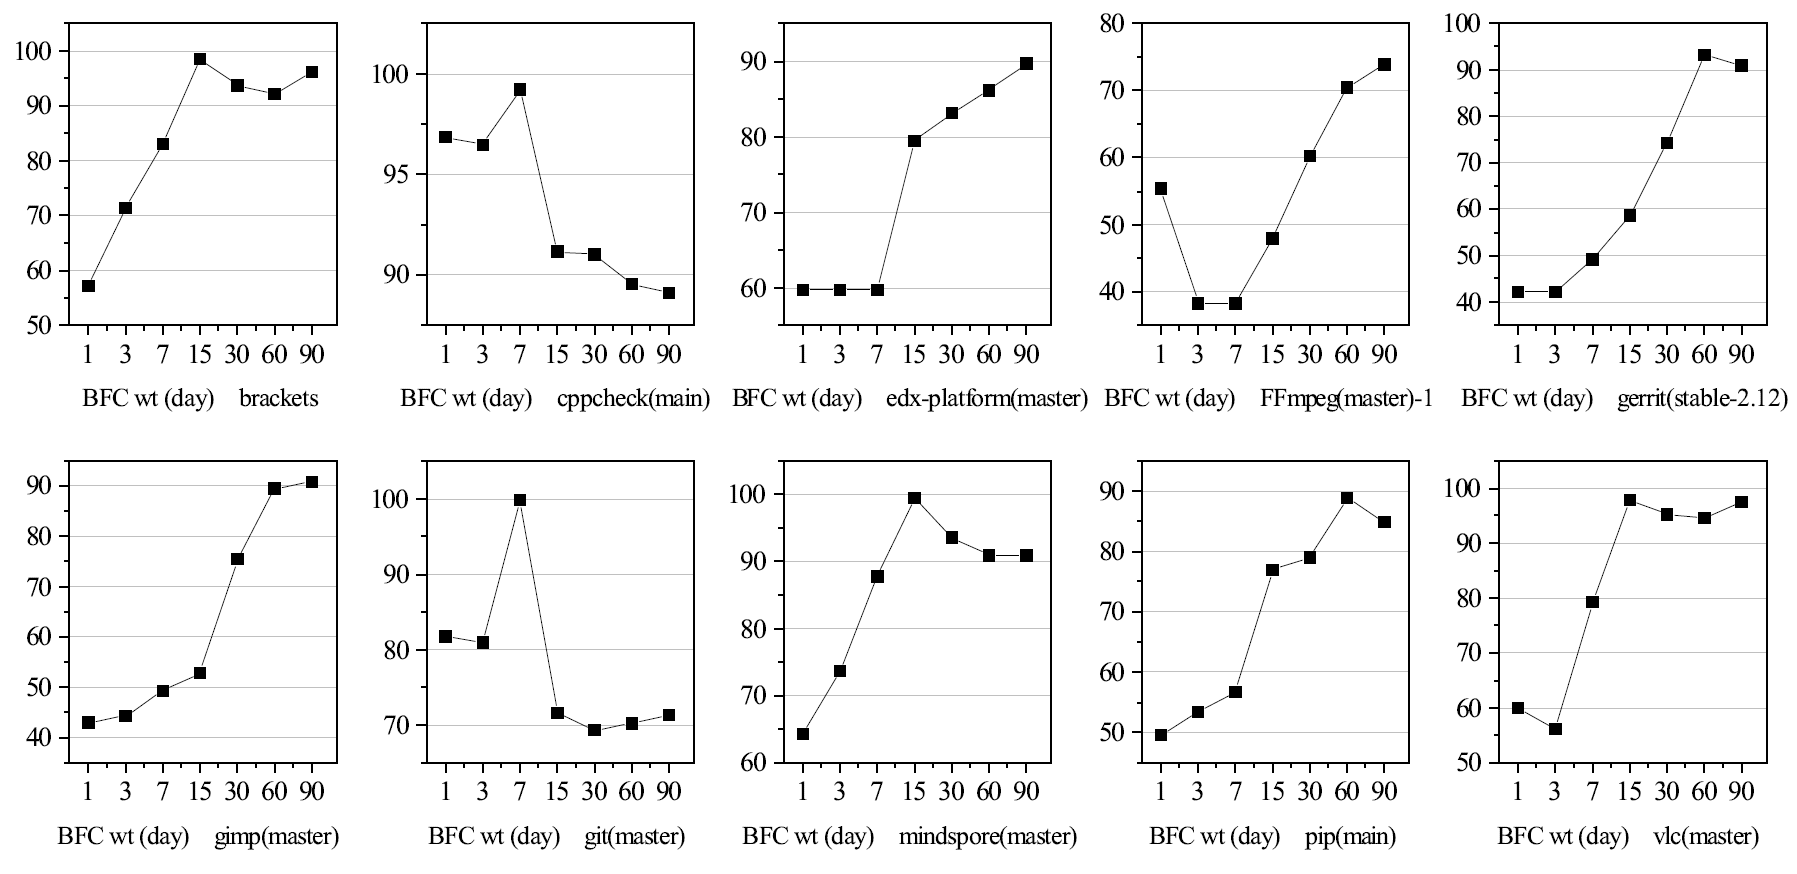 100
90
80
70
60
50
1 3 7 15 30 60 90
BFC wt (day) brackets
100
95
90
1 3 7 15 30 60 90
BFC wt (day) cppcheck(main)
90
80
70
60
1 3 7 15 30 60 90
BFC wt (day) edx-platform(master)
80
70
60
50
40
1 3 7 15 30 60 90
BFC wt (day) FFmpeg(master)-1
100
90
80
70
60
50
40
1 3 7 15 30 60 90
BFC wt (day) gerrit(stable-2.12)
90
80
70
60
50
40
1 3 7 15 30 60 90
BFC wt (day) gimp(master)
100
90
80
70
1 3 7 15 30 60 90
BFC wt (day) git(master)
100
90
80
70
60
1 3 7 15 30 60 90
BFC wt (day) mindspore(master)
90
80
70
60
50
1 3 7 15 30 60 90
BFC wt (day) pip(main)
100
90
80
70
60
50
1 3 7 15 30 60 90
BFC wt (day) vlc(master)